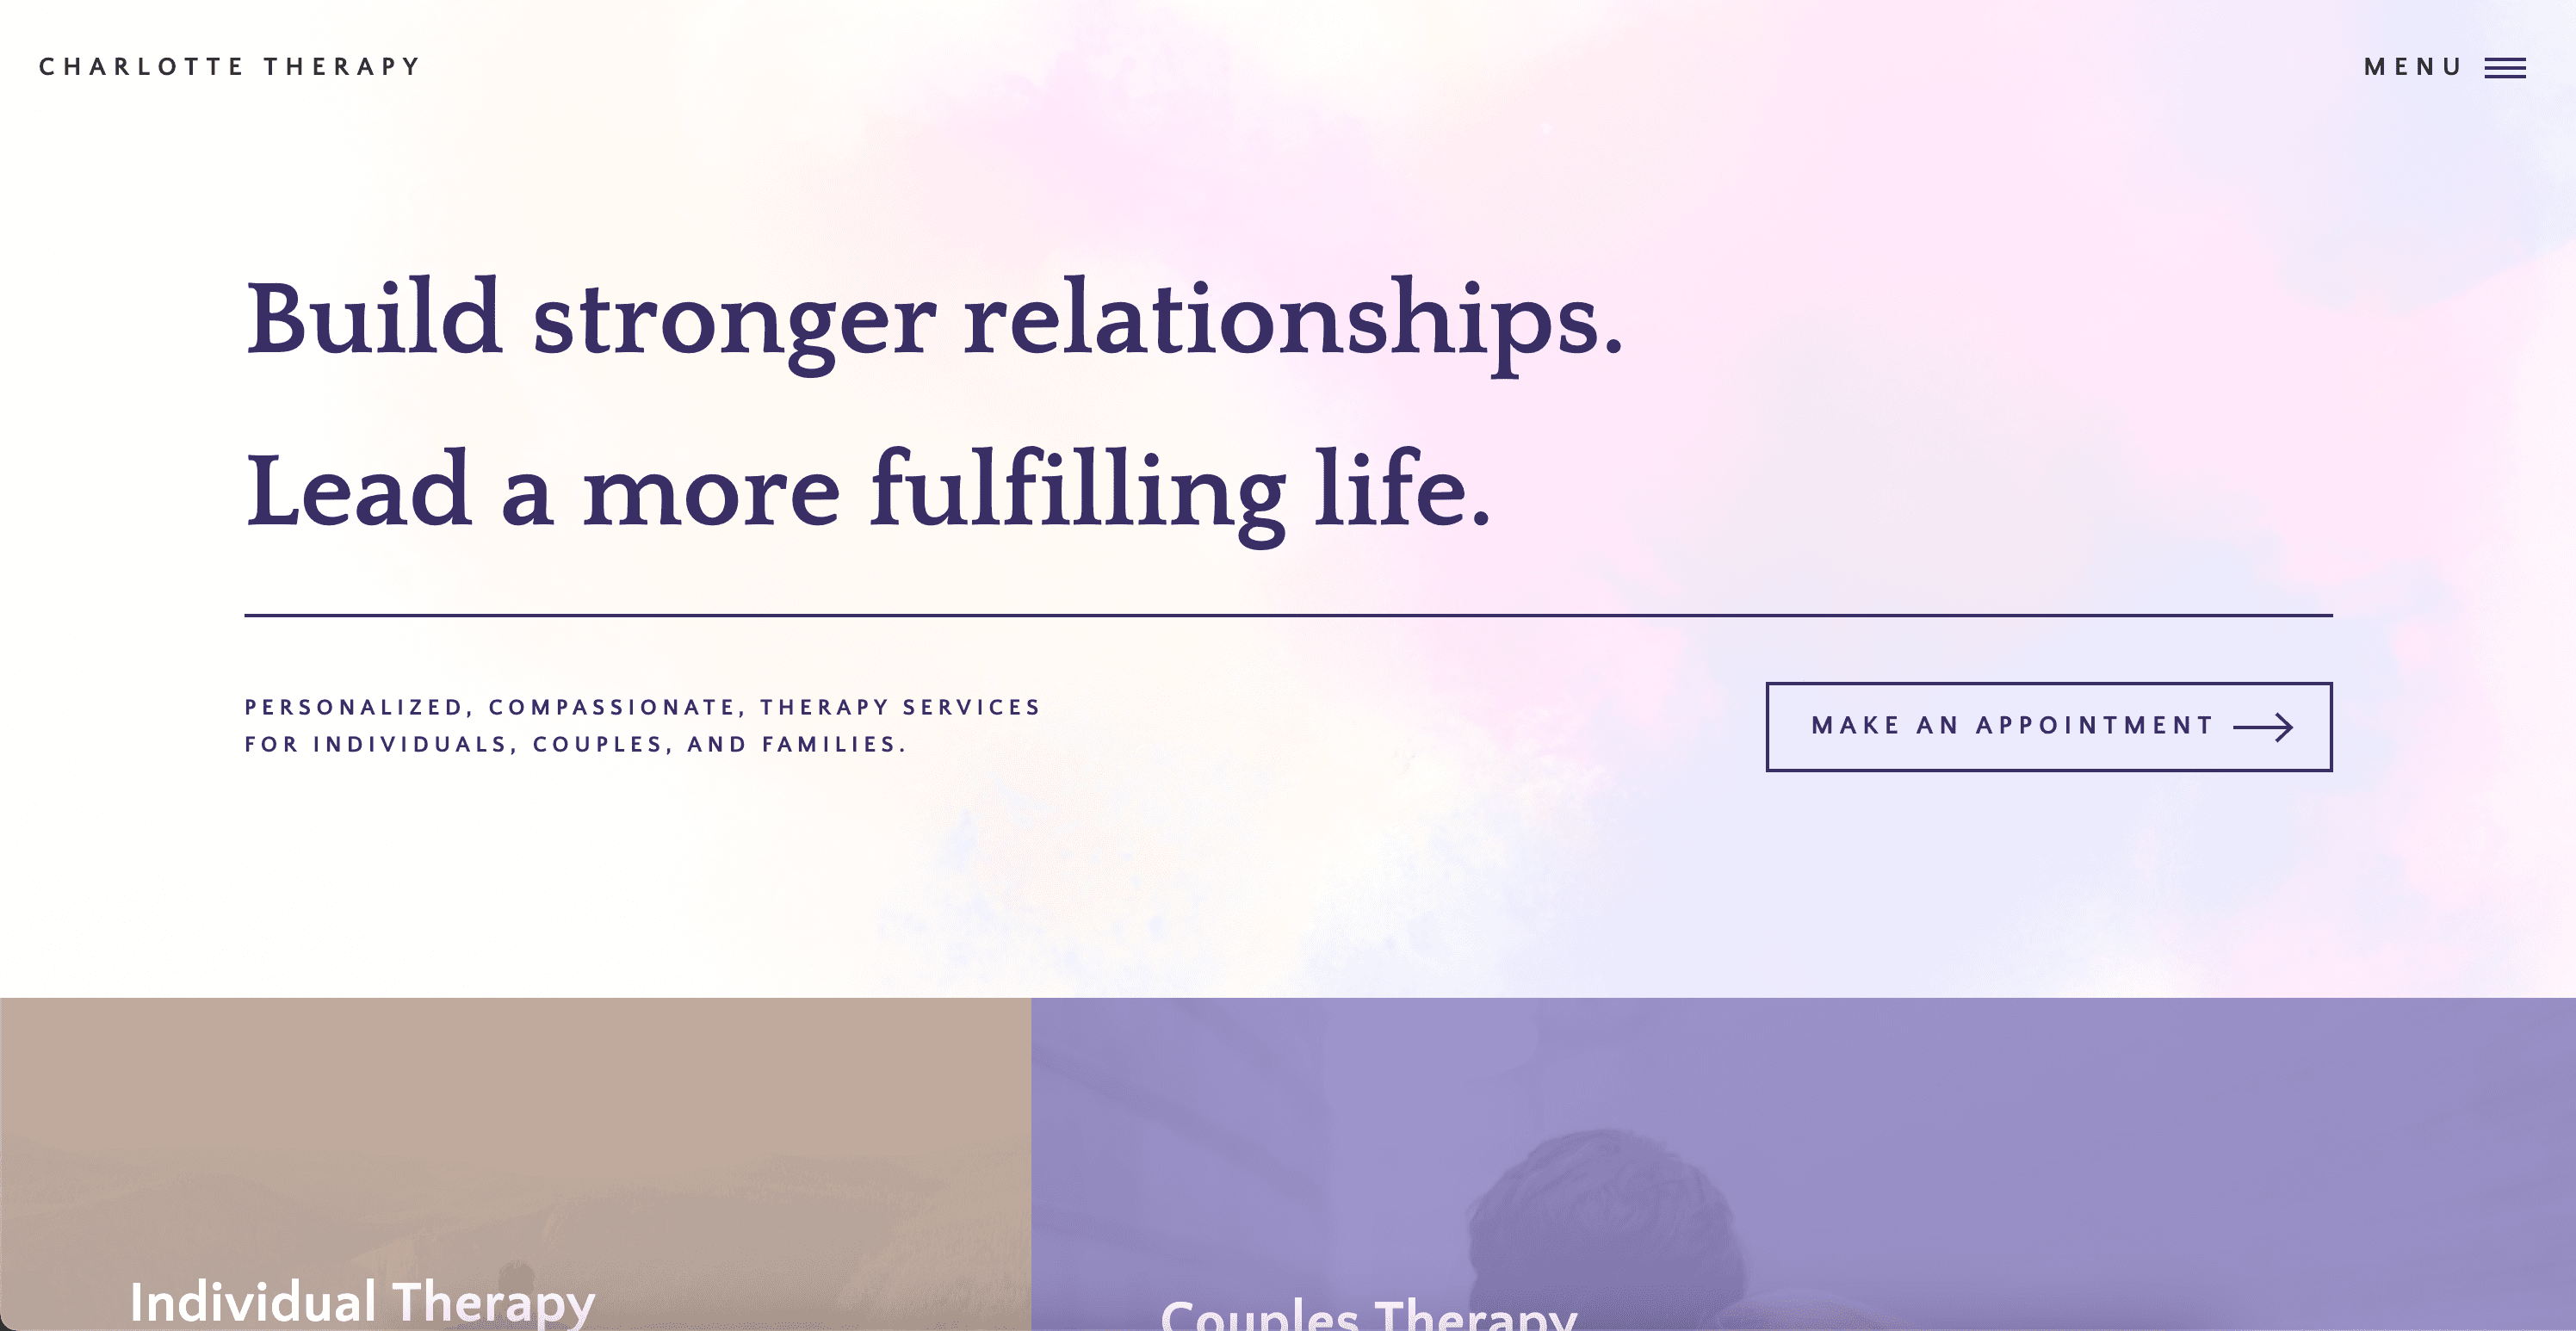 CHARLOTTE THERAPY
MENU
Build stronger relationships.
Lead a more fulfilling life.
PERSONALIZED, COMPASSIONATE, THERAPY SERVICES
FOR INDIVIDUALS, COUPLES, AND FAMILIES.
MAKE AN APPOINTMENT
Individual Therapy
Couples Therapy